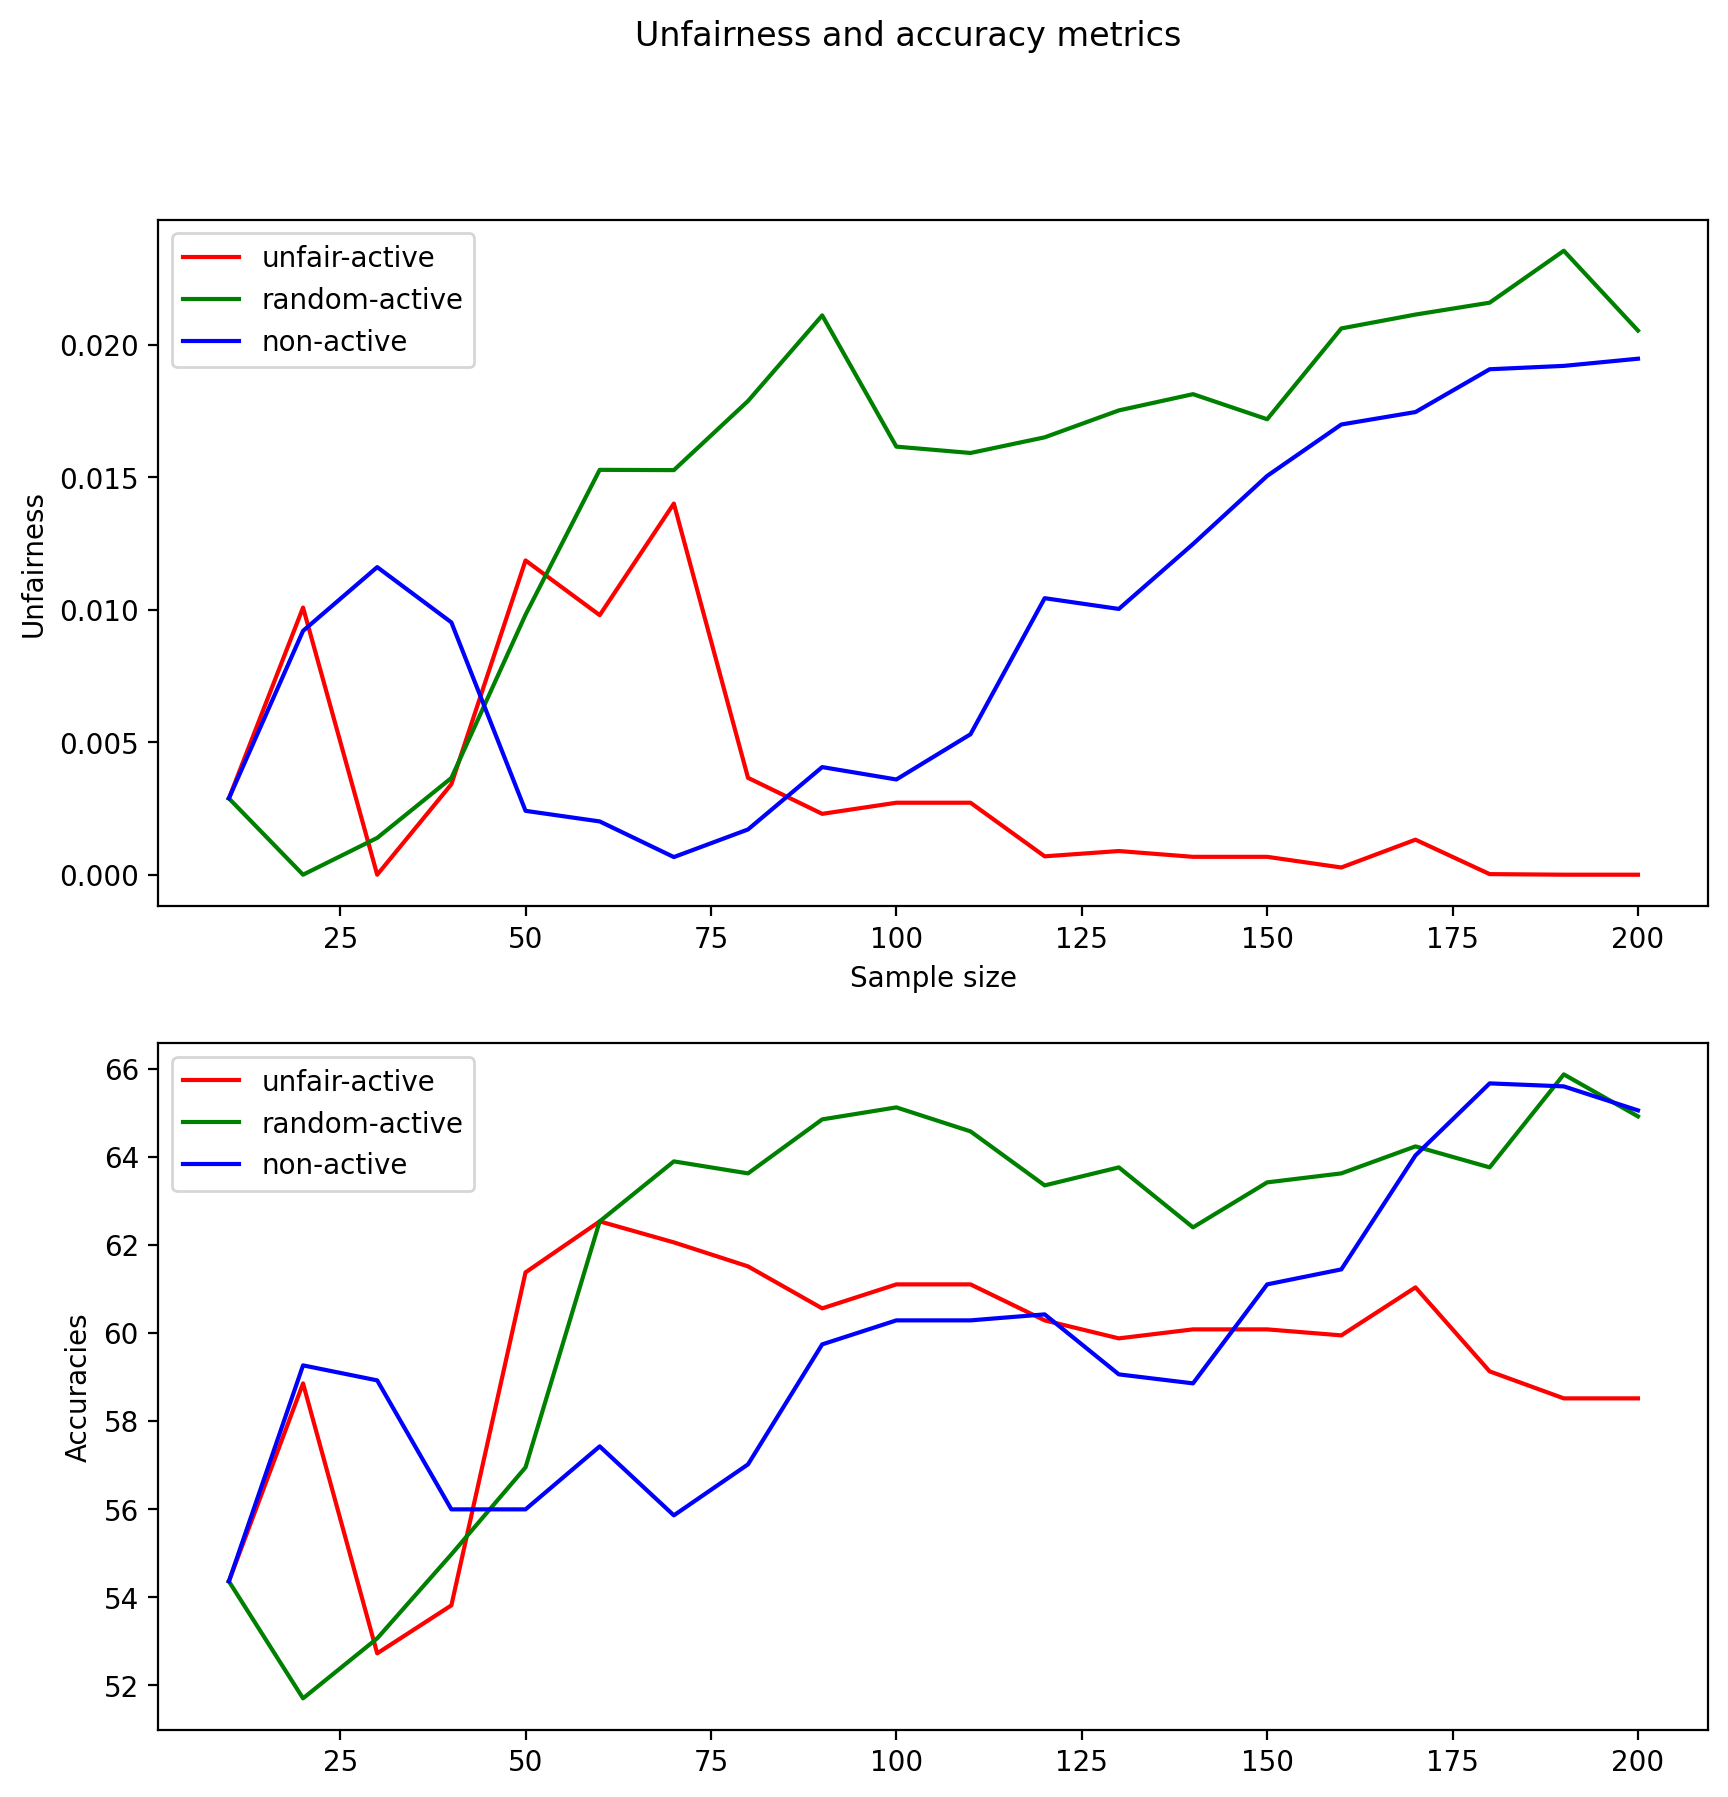 Unfairness and accuracy metrics
unfair-active
random-active
non-active
Unfairness
0.020
0.015
0.010
0.005
0.000
25 50 75 100 125 150 175 200
Sample size
unfair-active
random-active
non-active
Accuracies
66
64
62
60
58
56
54
52
25 50 75 100 125 150 175 200